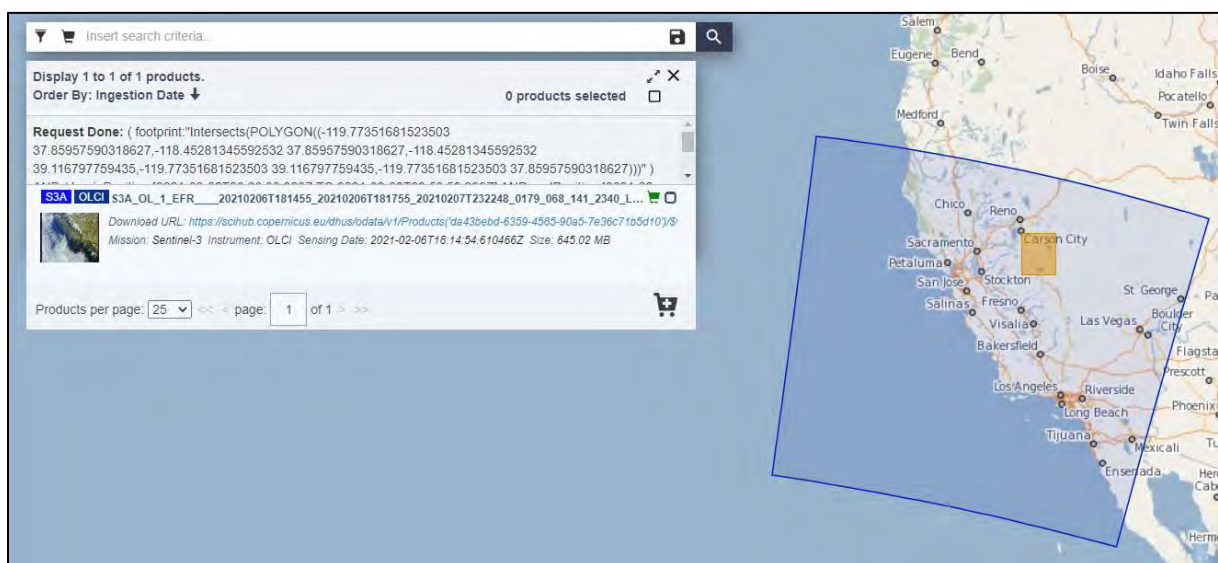 Insert search criteria...
Display 1 to 1 of 1 products.
Order By: Ingestion Date
0 products selected
Request Done: ( footprint:"Intersects(POLYGON((-119.77351681523503
37.85957590318627,-118.45281345592532 37.85957590318627,-118.45281345592532
39.116797759435,-119.77351681523503 39.116797759435,-119.77351681523503 37.85957590318627)))" )
S3A OLCI S3A_OL_1_EFR____20210206T181455_20210206T181755_20210207T232248_0179_068_141_2340_L...
Download URL: https://scihub.copernicus.eu/dhus/odata/v1/Products('da43bebd-6359-4585-90a5-7e36c71b5d10')/$
Mission: Sentinel-3 Instrument: OLCI Sensing Date: 2021-02-06T18:14:54.610466Z Size: 645.02 MB
Products per page: 25 << < page: 1 of 1 > >>
Salem
Eugene
Bend
Boise
Idaho Falls
Pocatello
Twin Falls
Medford
Chico
Reno
Carson City
Sacramento
Petaluma
Stockton
San Jose
Salinas
Fresno
St. George
Pa
Visalia
Las Vegas
Boulder
City
Bakersfield
Flagsta
Prescott
Los Angeles
Riverside
Phoenix
Long Beach
Tijuana
Mexicali
Tu
Ensenada
Her
Cab
Herm